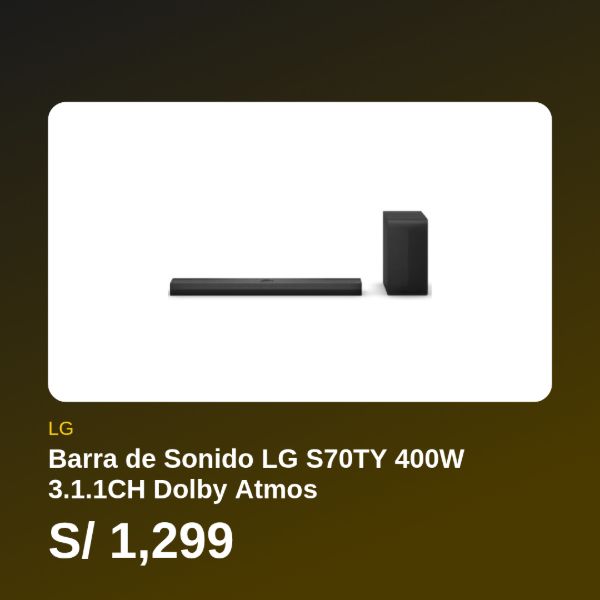 LG
Barra de Sonido LG S70TY 400W
3.1.1CH Dolby Atmos
S/ 1,299